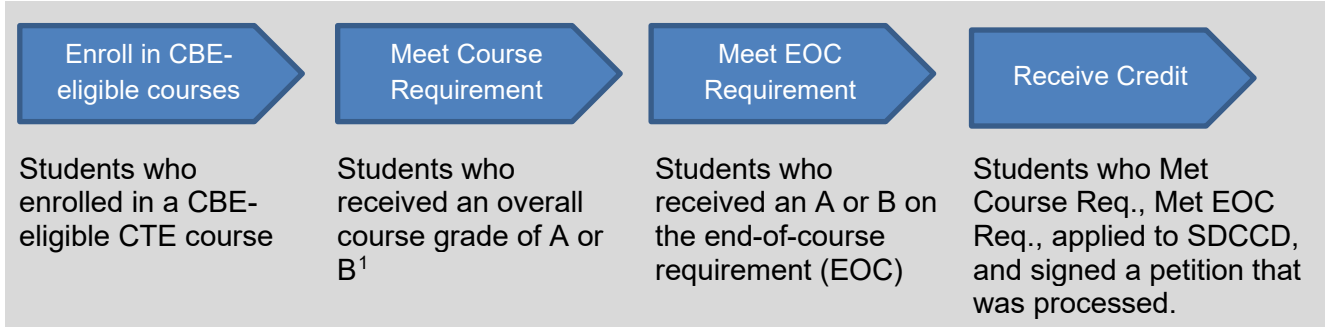 Enroll in CBE-
eligible courses
Meet Course
Requirement
Meet EOC
Requirement
Receive Credit
Students who
enrolled in a CBE-
eligible CTE course
Students who
received an overall
course grade of A or
B¹
Students who
received an A or B on
the end-of-course
requirement (EOC)
Students who Met
Course Req., Met EOC
Req., applied to SDCCD,
and signed a petition that
was processed.